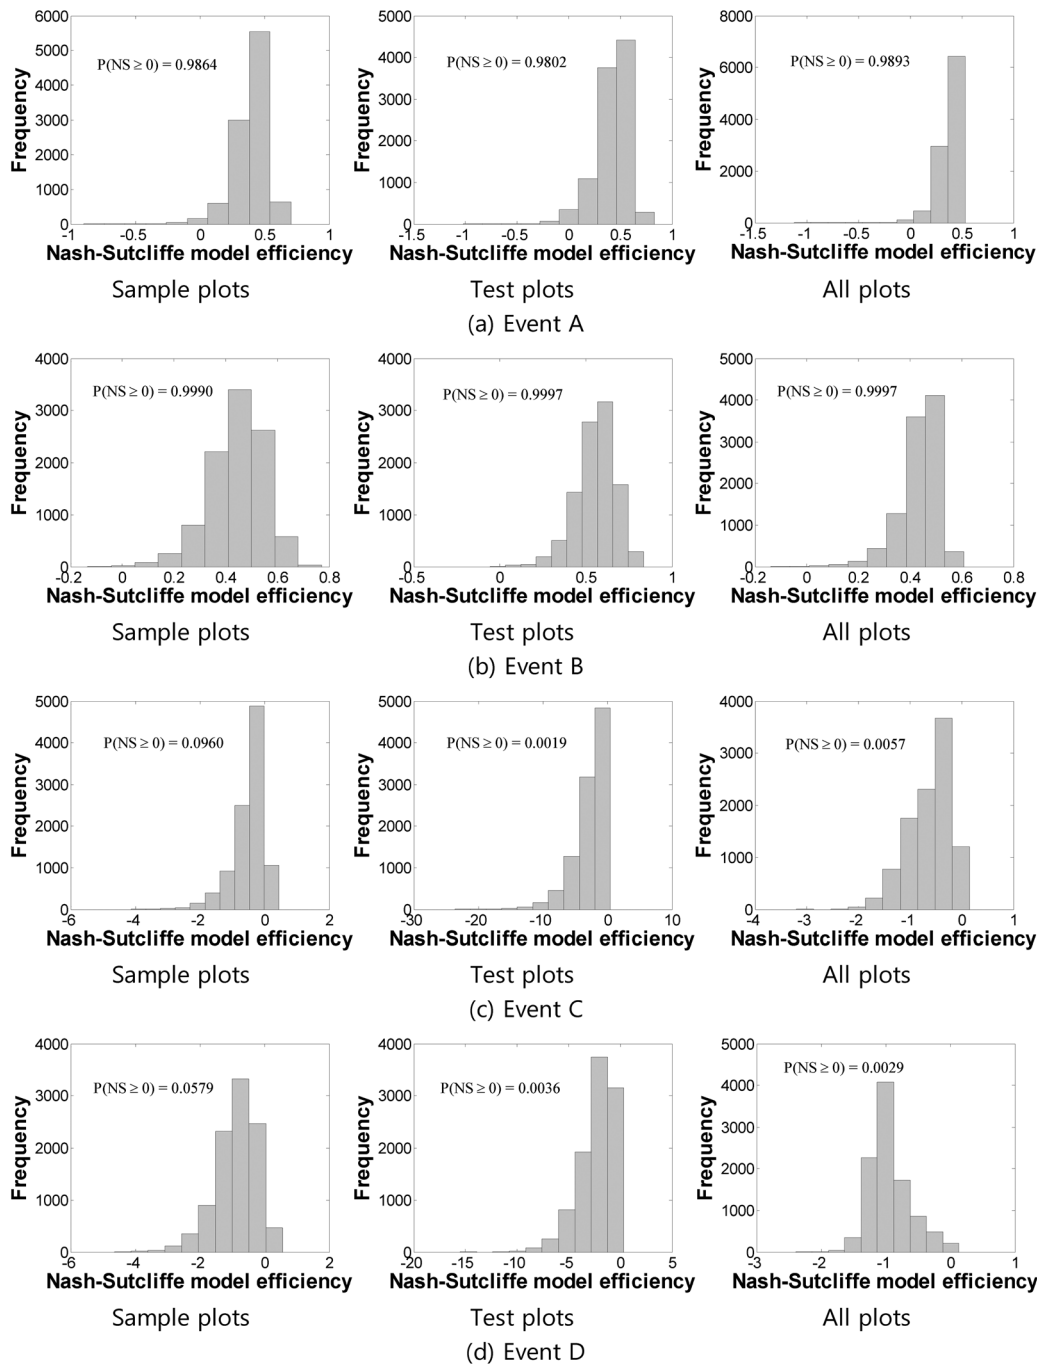 6000
5000
4000
3000
2000
1000
0
-1 -0.5 0 0.5 1
Frequency
P(NS ≥ 0) = 0.9864
Nash-Sutcliffe model efficiency
Sample plots
5000
4000
3000
2000
1000
0
-1.5 -1 -0.5 0 0.5 1
Frequency
P(NS ≥ 0) = 0.9802
Nash-Sutcliffe model efficiency
Test plots
8000
6000
4000
2000
0
-1.5 -1 -0.5 0 0.5 1
Frequency
P(NS ≥ 0) = 0.9893
Nash-Sutcliffe model efficiency
All plots
(a) Event A
4000
3000
2000
1000
0
-0.2 0 0.2 0.4 0.6 0.8
Frequency
P(NS ≥ 0) = 0.9990
Nash-Sutcliffe model efficiency
Sample plots
4000
3000
2000
1000
0
-0.5 0 0.5 1
Frequency
P(NS ≥ 0) = 0.9997
Nash-Sutcliffe model efficiency
Test plots
5000
4000
3000
2000
1000
0
-0.2 0 0.2 0.4 0.6 0.8
Frequency
P(NS ≥ 0) = 0.9997
Nash-Sutcliffe model efficiency
All plots
(b) Event B
5000
4000
3000
2000
1000
0
-6 -4 -2 0 2
Frequency
P(NS ≥ 0) = 0.0960
Nash-Sutcliffe model efficiency
Sample plots
5000
4000
3000
2000
1000
0
-30 -20 -10 0 10
Frequency
P(NS ≥ 0) = 0.0019
Nash-Sutcliffe model efficiency
Test plots
4000
3000
2000
1000
0
-4 -3 -2 -1 0 1
Frequency
P(NS ≥ 0) = 0.0057
Nash-Sutcliffe model efficiency
All plots
(c) Event C
4000
3000
2000
1000
0
-6 -4 -2 0 2
Frequency
P(NS ≥ 0) = 0.0579
Nash-Sutcliffe model efficiency
Sample plots
4000
3000
2000
1000
0
-20 -15 -10 -5 0 5
Frequency
P(NS ≥ 0) = 0.0036
Nash-Sutcliffe model efficiency
Test plots
5000
4000
3000
2000
1000
0
-3 -2 -1 0 1
Frequency
P(NS ≥ 0) = 0.0029
Nash-Sutcliffe model efficiency
All plots
(d) Event D